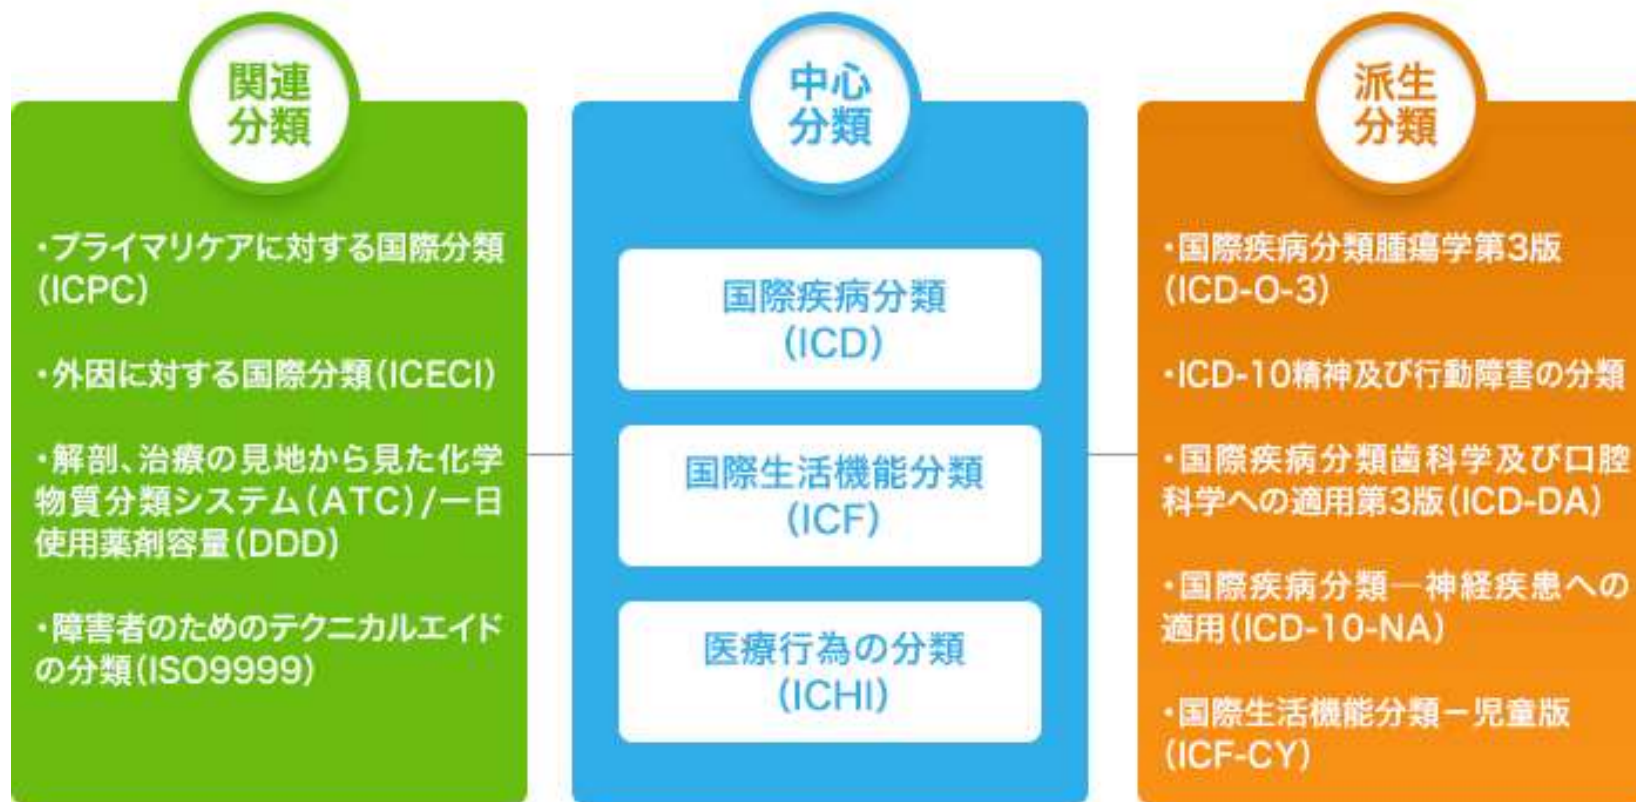 関連
分類
・プライマリケアに対する国際分類
(ICPC)
・外因に対する国際分類(ICECI)
・解剖、治療の見地から見た化学
物質分類システム(ATC)/一日
使用薬剤容量(DDD)
・障害者のためのテクニカルエイド
の分類(ISO9999)
中心
分類
国際疾病分類
(ICD)
国際生活機能分類
(ICF)
医療行為の分類
(ICHI)
派生
分類
・国際疾病分類腫瘍学第3版
(ICD-O-3)
・ICD-10精神及び行動障害の分類
・国際疾病分類歯科学及び口腔
科学への適用第3版(ICD-DA)
・国際疾病分類―神経疾患への
適用(ICD-10-NA)
・国際生活機能分類－児童版
(ICF-CY)